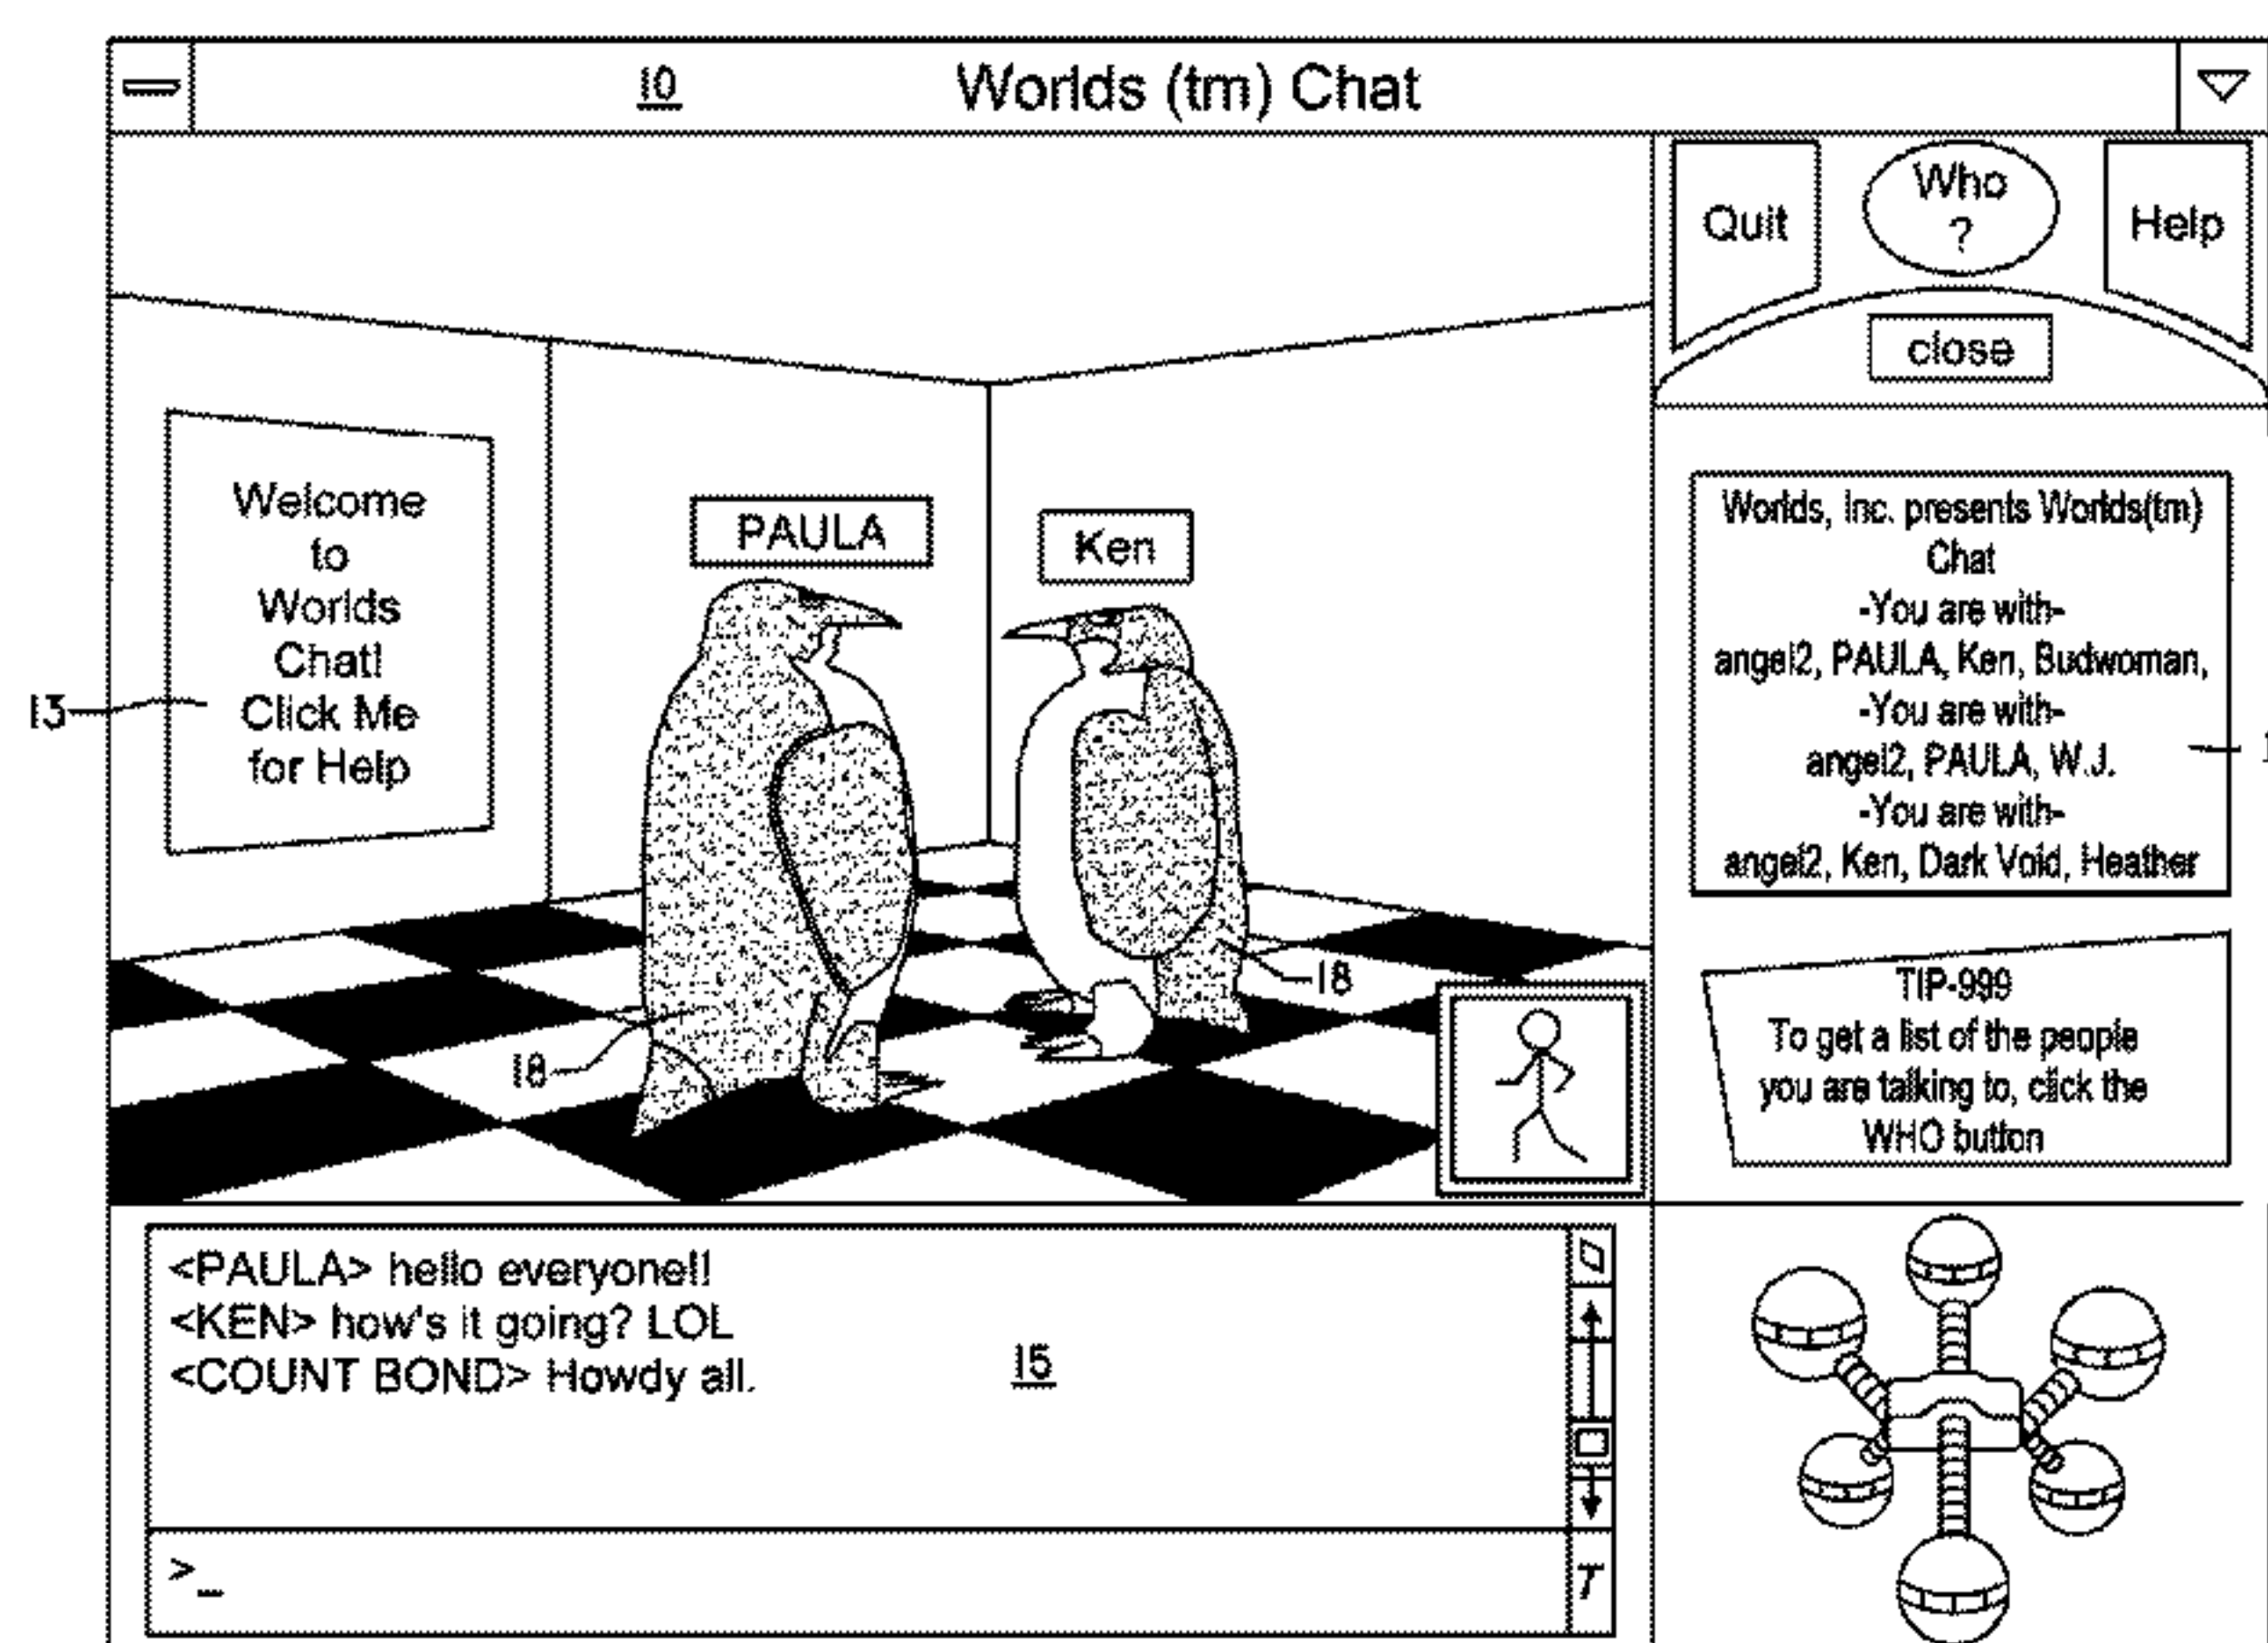 10 Worlds (tm) Chat
Quit
Who
?
Help
close
Welcome
to
Worlds
Chat!
Click Me
for Help
13
PAULA
Ken
18
18
Worlds, Inc. presents Worlds(tm)
Chat
-You are with-
angel2, PAULA, Ken, Budwoman,
-You are with-
angel2, PAULA, W.J.
-You are with-
angel2, Ken, Dark Void, Heather
TIP-999
To get a list of the people
you are talking to, click the
WHO button
<PAULA> hello everyone!!
<KEN> how's it going? LOL
<COUNT BOND> Howdy all.
15
>_
T